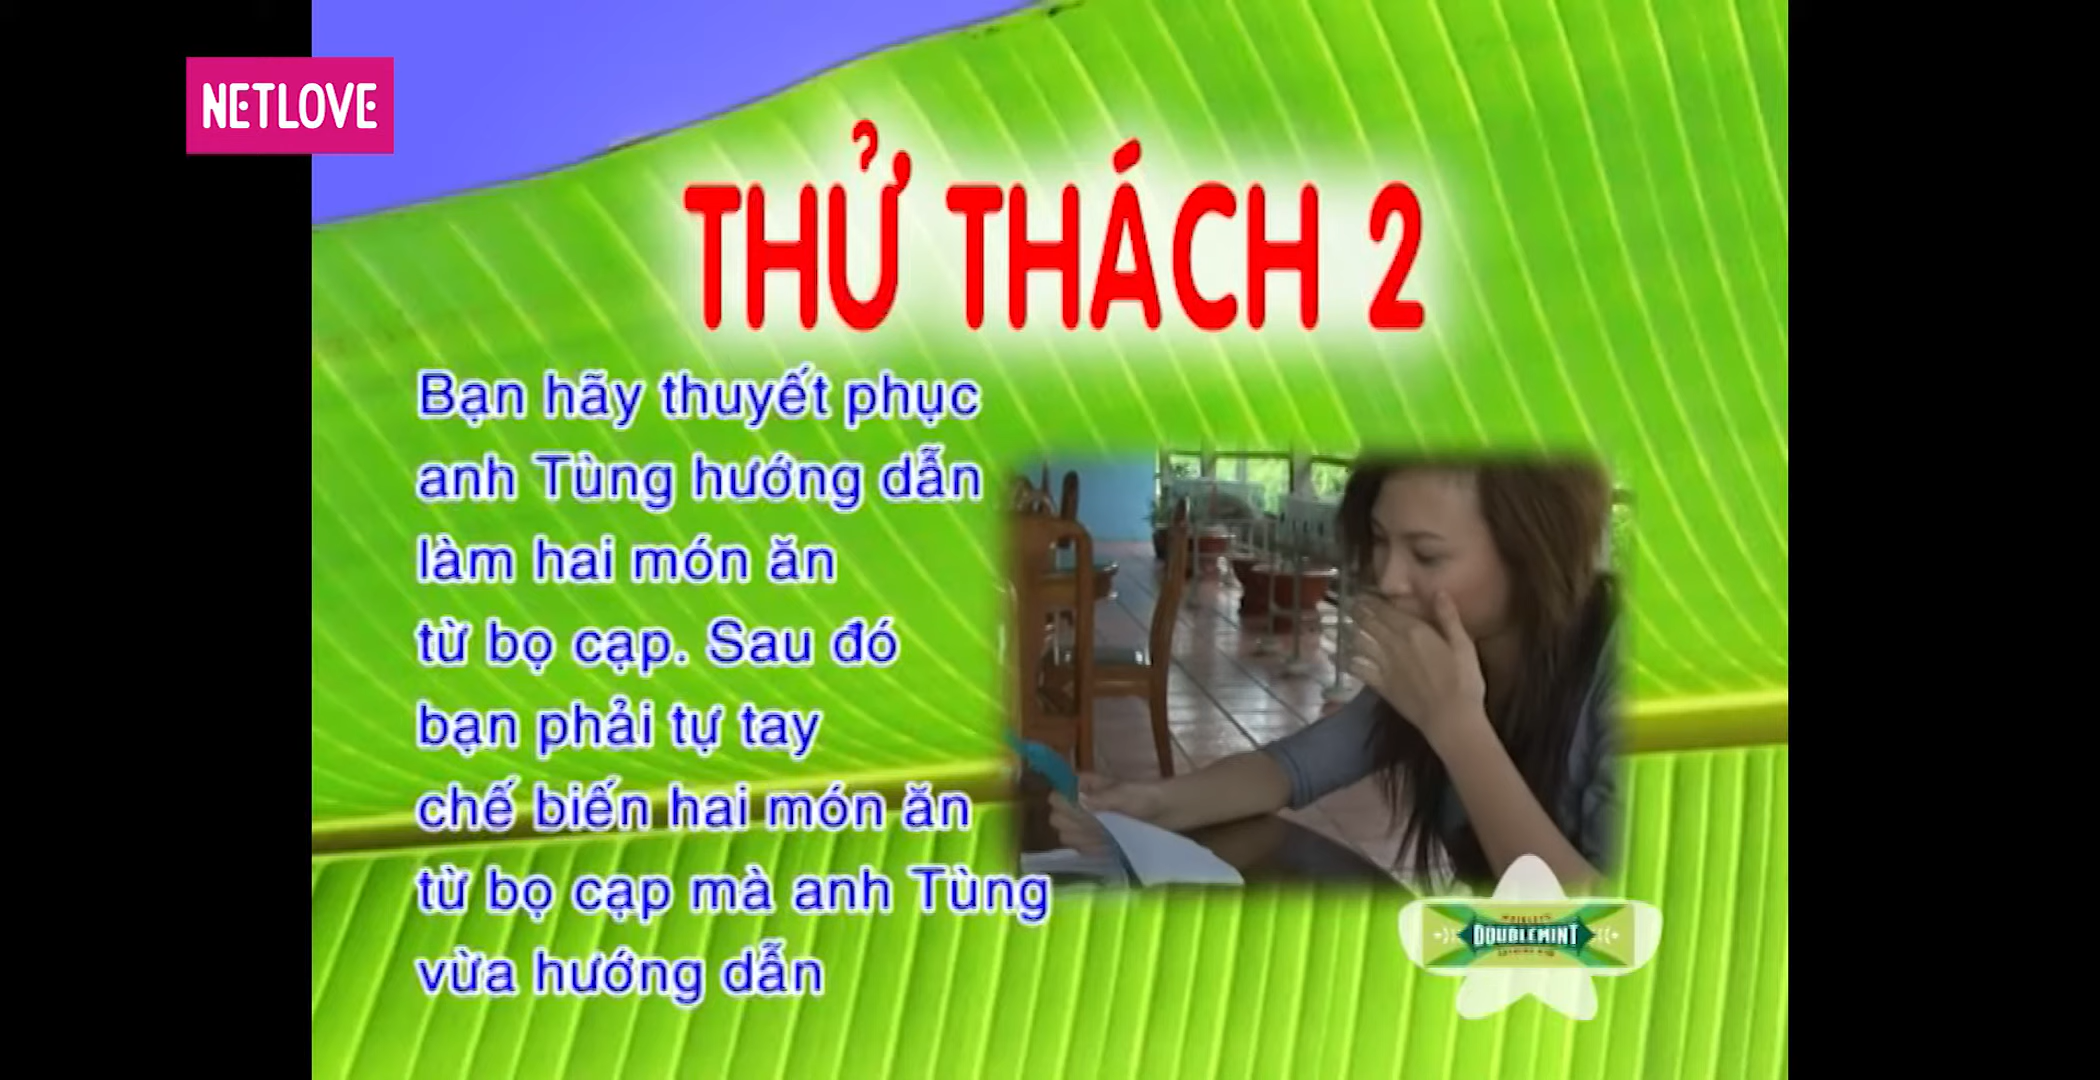 NETLOVE
THỬ THÁCH 2
Bạn hãy thuyết phục
anh Tùng hướng dẫn
làm hai món ăn
từ bọ cạp. Sau đó
bạn phải tự tay
chế biến hai món ăn
từ bọ cạp mà anh Tùng
vừa hướng dẫn
WRIGLEY'S
DOUBLEMINT